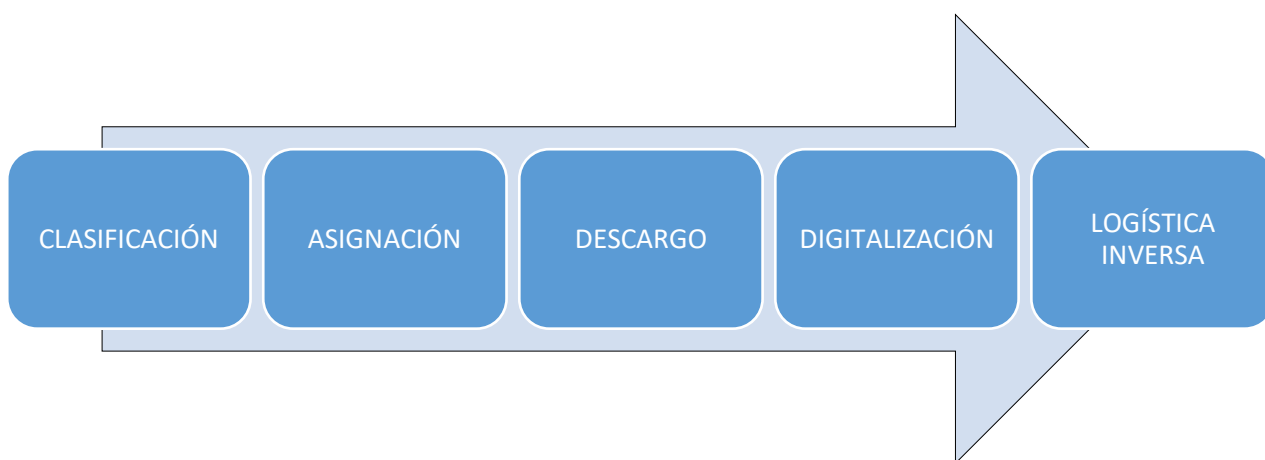 CLASIFICACIÓN
ASIGNACIÓN
DESCARGO
DIGITALIZACIÓN
LOGÍSTICA
INVERSA